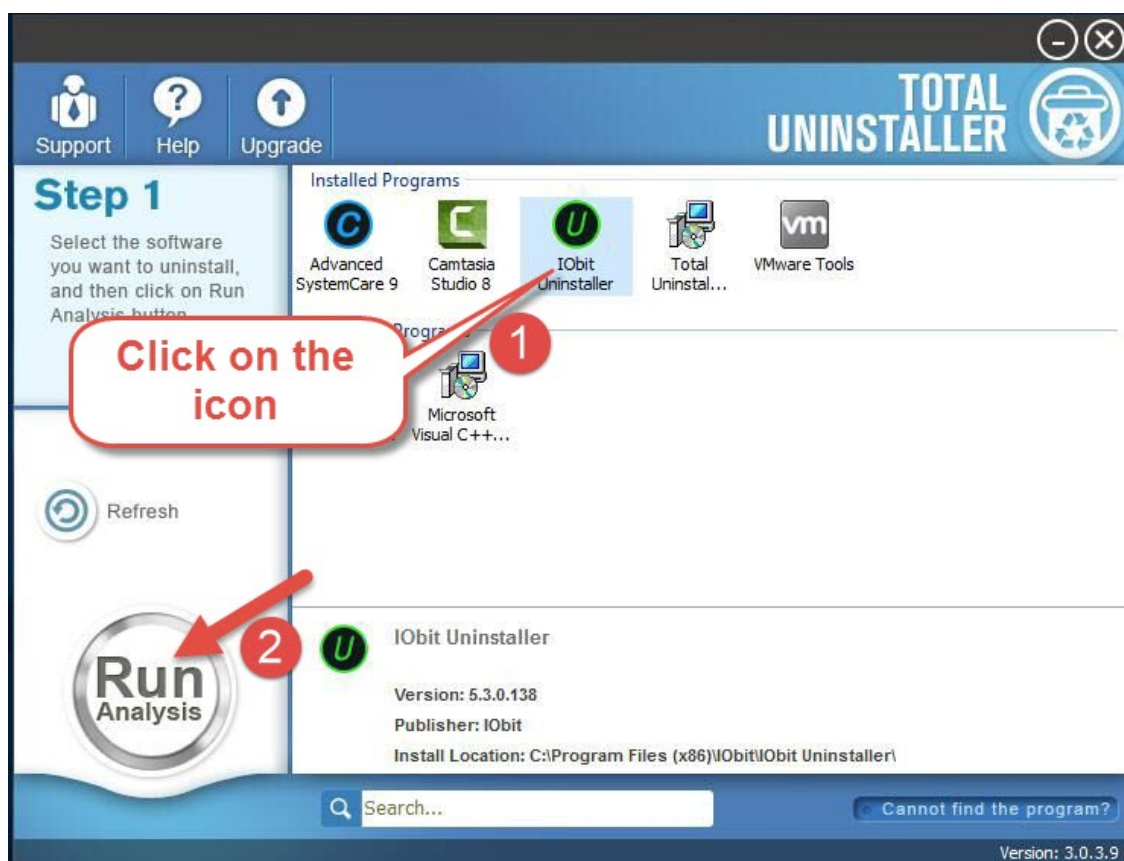 Support
Help
Upgrade
TOTAL
UNINSTALLER
Step 1
Select the software
you want to uninstall,
and then click on Run
Analysis button
Installed Programs
Advanced
SystemCare 9
Camtasia
Studio 8
IObit
Uninstaller
Total
Uninstal...
VMware Tools
Programs
Click on the
icon
1
Microsoft
Visual C++...
Refresh
2
Run
Analysis
IObit Uninstaller
Version: 5.3.0.138
Publisher: IObit
Install Location: C:\Program Files (x86)\IObit\IObit Uninstaller\
Search...
Cannot find the program?
Version: 3.0.3.9